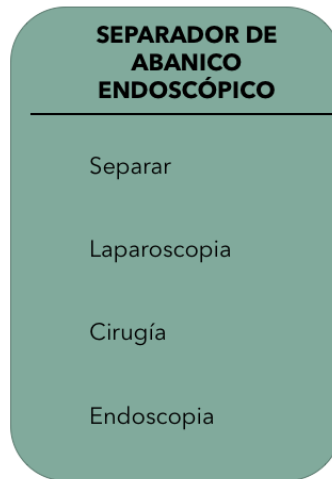 SEPARADOR DE
ABANICO
ENDOSCÓPICO
Separar
Laparoscopia
Cirugía
Endoscopia